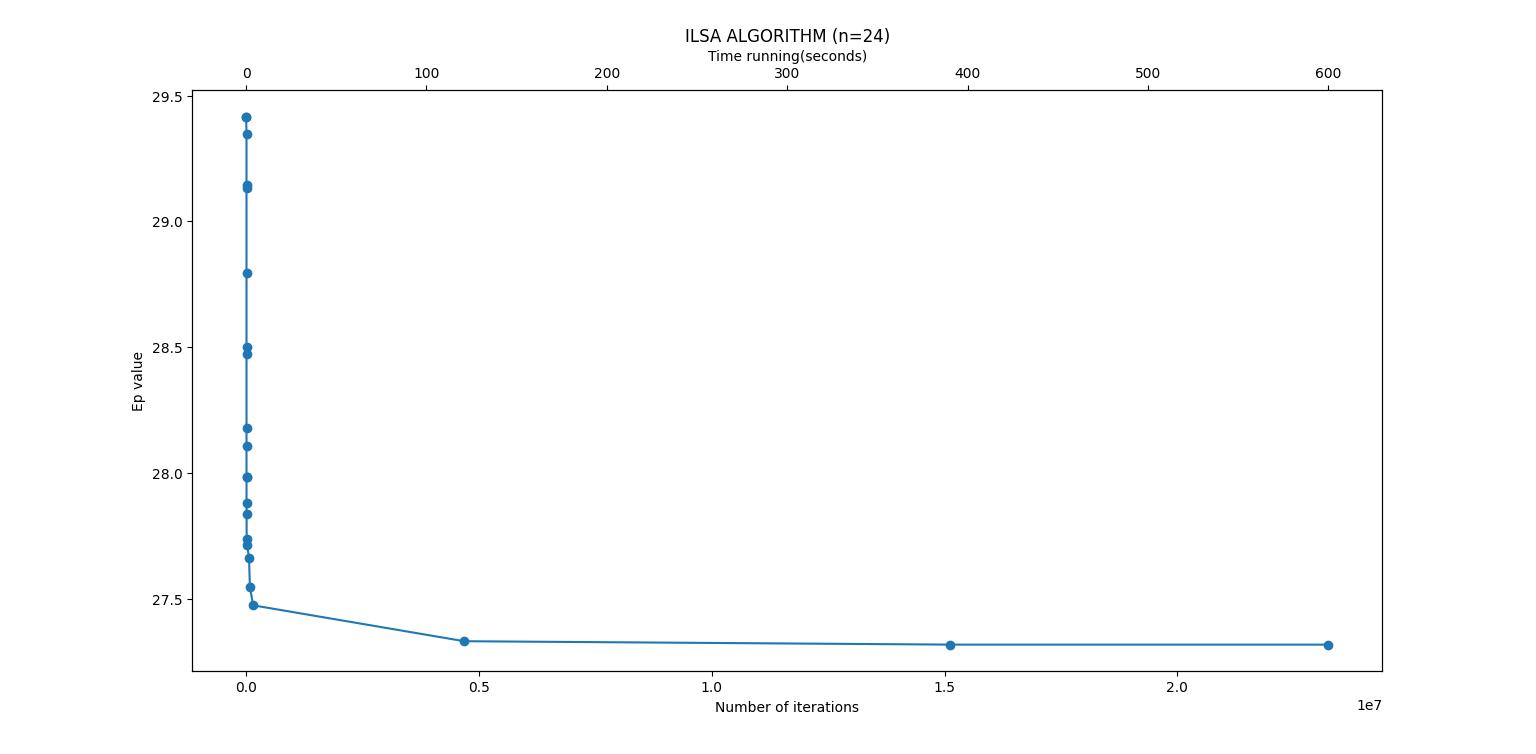 ILSA ALGORITHM (n=24)
Time running(seconds)
0 100 200 300 400 500 600
29.5
29.0
28.5
28.0
27.5
Ep value
0.0 0.5 1.0 1.5 2.0
Number of iterations
1e7